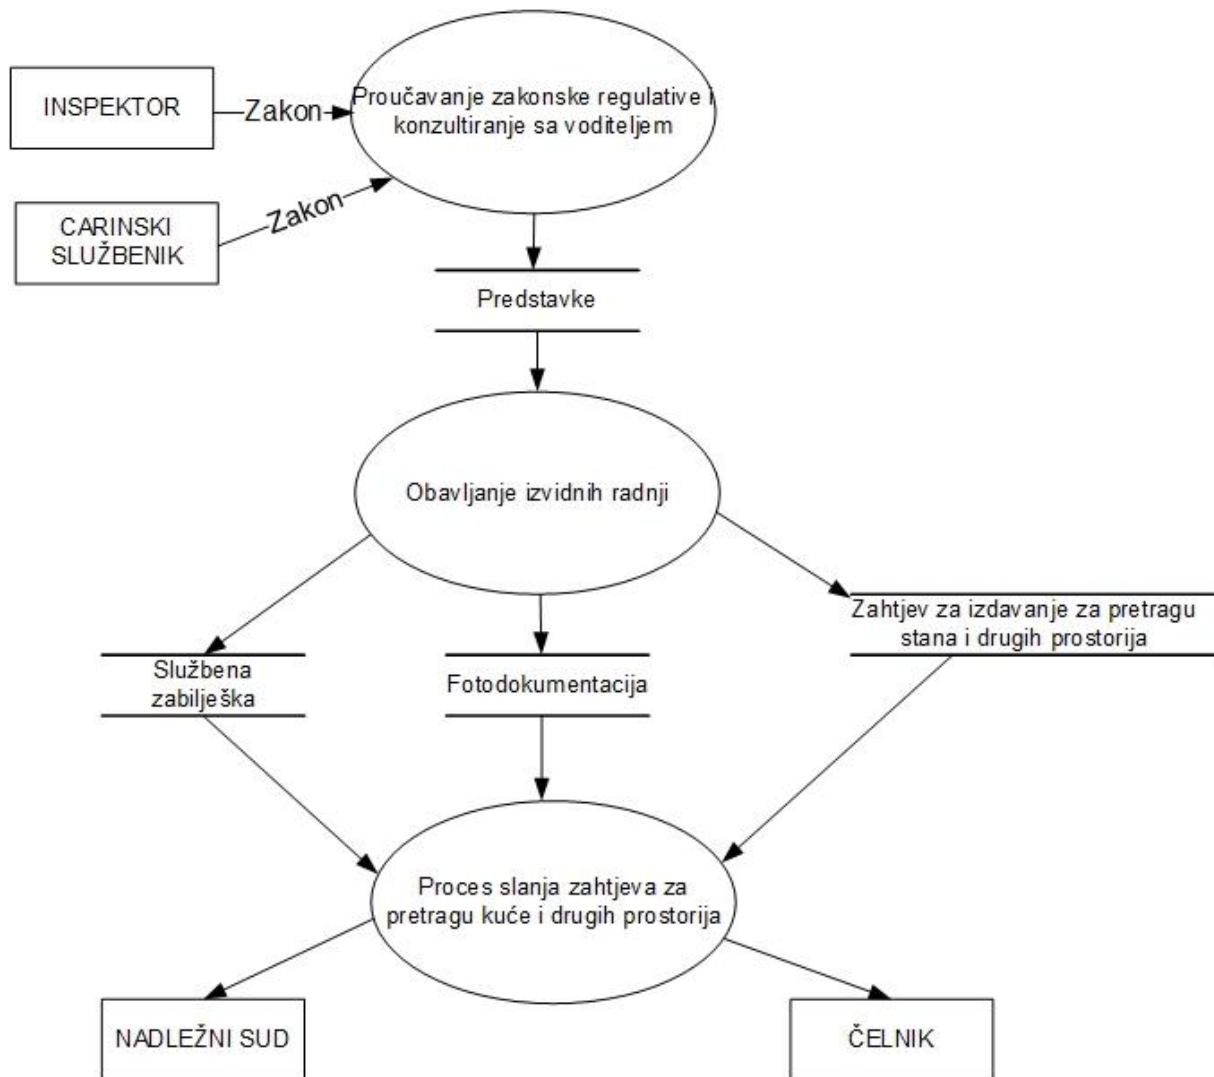 INSPEKTOR
Zakon
Proučavanje zakonske regulative i
konzultiranje sa voditeljem
CARINSKI
SLUŽBENIK
Zakon
Predstavke
Obavljanje izvidnih radnji
Službena
zabilješka
Fotodokumentacija
Zahtjev za izdavanje za pretragu
stana i drugih prostorija
Proces slanja zahtjeva za
pretragu kuće i drugih prostorija
NADLEŽNI SUD
ČELNIK